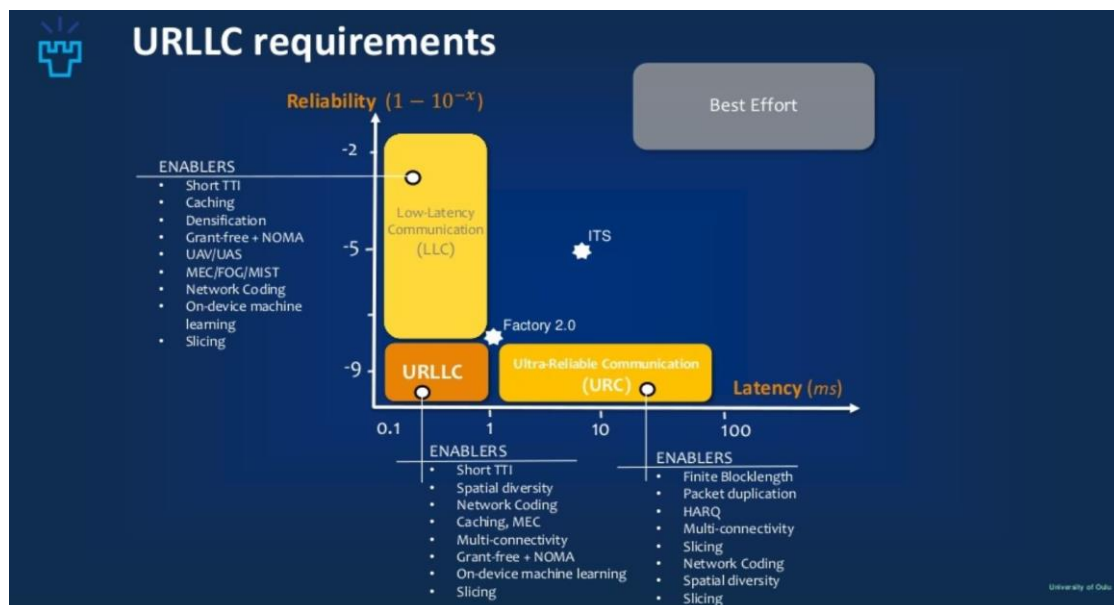 URLLC requirements
Best Effort
Reliability (1 − 10⁻ˣ)
-2
-5
-9
ENABLERS
• Short TTI
• Caching
• Densification
• Grant-free + NOMA
• UAV/UAS
• MEC/FOG/MIST
• Network Coding
• On-device machine
learning
• Slicing
Low-Latency
Communication
(LLC)
ITS
Factory 2.0
URLLC
Ultra-Reliable Communication
(URC)
Latency (ms)
0.1 1 10 100
ENABLERS
• Short TTI
• Spatial diversity
• Network Coding
• Caching, MEC
• Multi-connectivity
• Grant-free + NOMA
• On-device machine learning
• Slicing
ENABLERS
• Finite Blocklength
• Packet duplication
• HARQ
• Multi-connectivity
• Slicing
• Network Coding
• Spatial diversity
• Slicing
University of Oulu